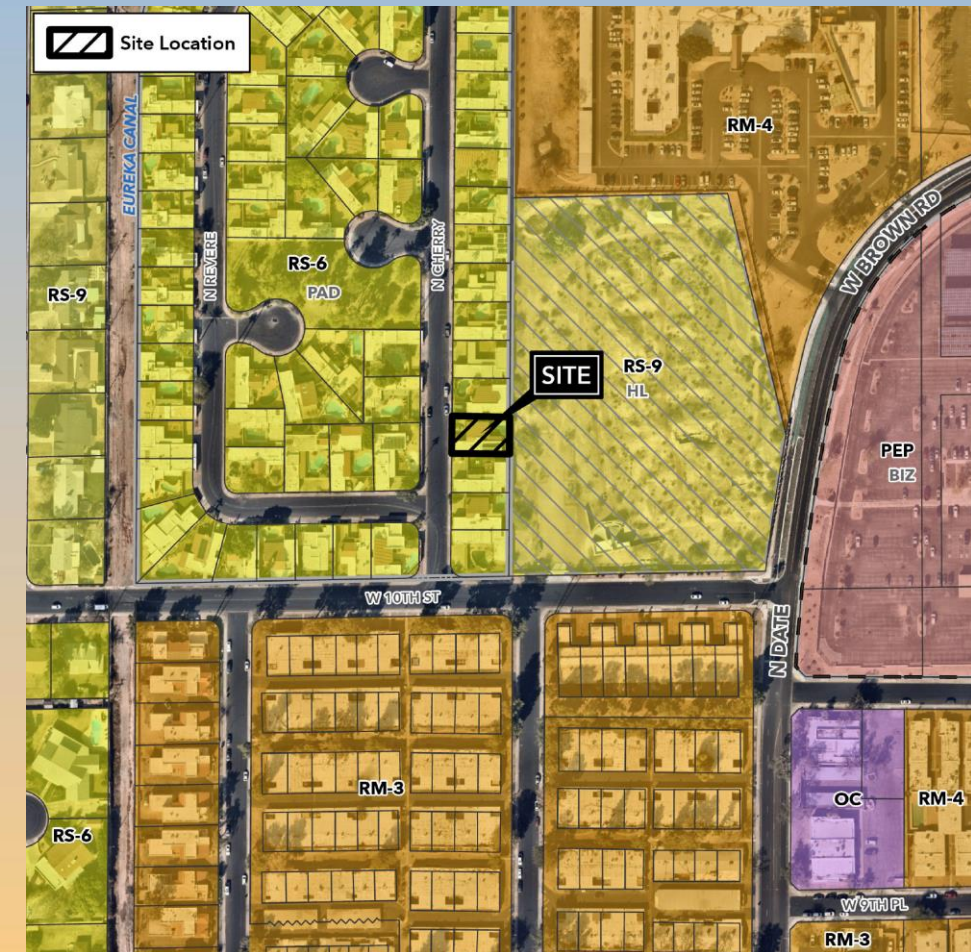 Site Location
RM-4
EUREKA CANAL
W BROWN RD
N REVERE
N CHERRY
RS-6
PAD
RS-9
RS-9
HL
SITE
PEP
BIZ
W 10TH ST
N DATE
RM-3
OC
RM-4
RS-6
W 9TH PL
RM-3